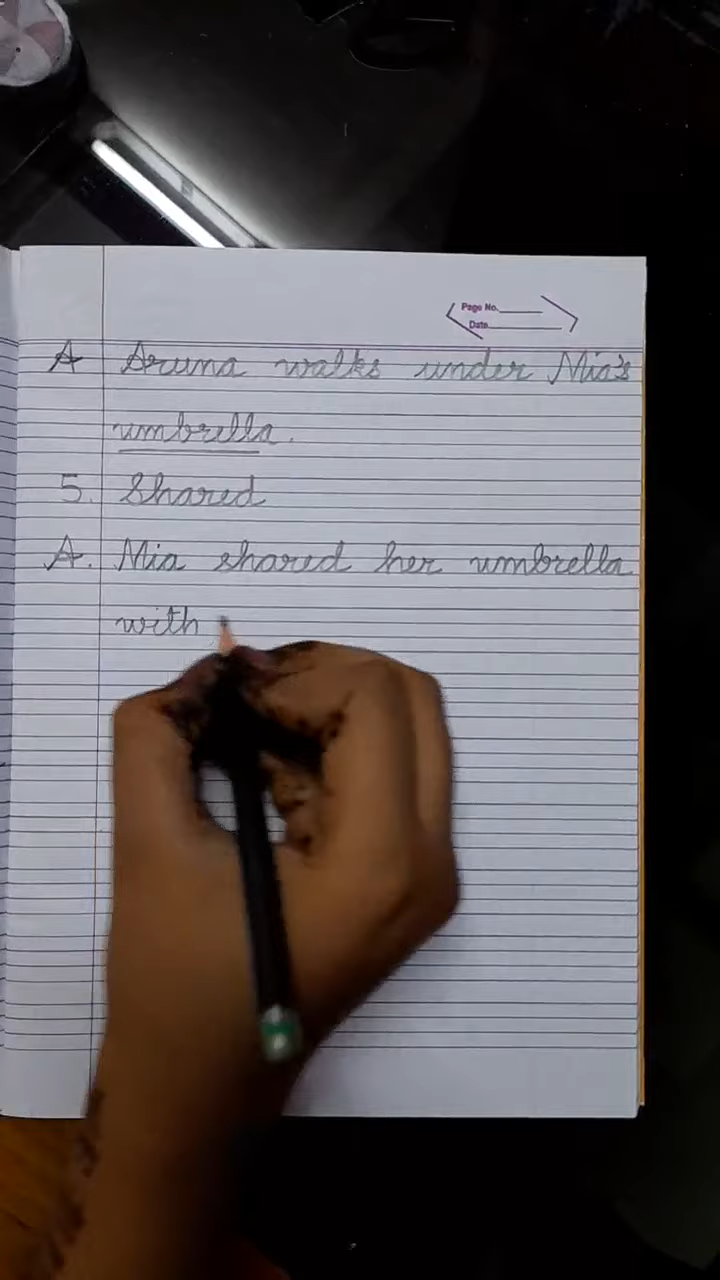 Page No.
Date
A Aruna walks under Mia's
umbrella.
5. Shared
A. Mia shared her umbrella
with